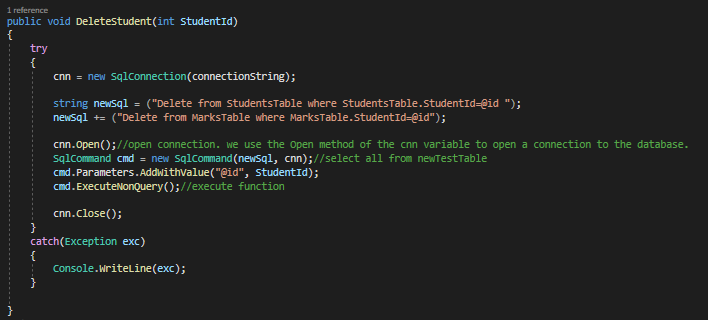 1 reference
public void DeleteStudent(int StudentId)
{
try
{
cnn = new SqlConnection(connectionString);
string newSql = ("Delete from StudentsTable where StudentsTable.StudentId=@id ");
newSql += ("Delete from MarksTable where MarksTable.StudentId=@id");
cnn.Open();//open connection. we use the Open method of the cnn variable to open a connection to the database.
SqlCommand cmd = new SqlCommand(newSql, cnn);//select all from newTestTable
cmd.Parameters.AddWithValue("@id", StudentId);
cmd.ExecuteNonQuery();//execute function
cnn.Close();
}
catch(Exception exc)
{
Console.WriteLine(exc);
}
}